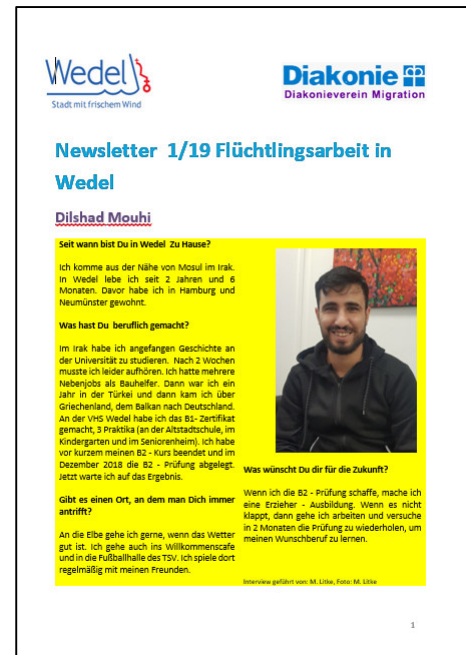 Wedel
Stadt mit frischem Wind
Diakonie
Diakonieverein Migration
Newsletter 1/19 Flüchtlingsarbeit in
Wedel
Dilshad Mouhi
Seit wann bist Du in Wedel Zu Hause?
Ich komme aus der Nähe von Mosul im Irak.
In Wedel lebe ich seit 2 Jahren und 6
Monaten. Davor habe ich in Hamburg und
Neumünster gewohnt.
Was hast Du beruflich gemacht?
Im Irak habe ich angefangen Geschichte an
der Universität zu studieren. Nach 2 Wochen
musste ich leider aufhören. Ich hatte mehrere
Nebenjobs als Bauhelfer. Dann war ich ein
Jahr in der Türkei und dann kam ich über
Griechenland, dem Balkan nach Deutschland.
An der VHS Wedel habe ich das B1- Zertifikat
gemacht, 3 Praktika (an der Altstadtschule, im
Kindergarten und im Seniorenheim). Ich habe
vor kurzem meinen B2 - Kurs beendet und im
Dezember 2018 die B2 - Prüfung abgelegt.
Jetzt warte ich auf das Ergebnis.
Gibt es einen Ort, an dem man Dich immer
antrifft?
An die Elbe gehe ich gerne, wenn das Wetter
gut ist. Ich gehe auch ins Willkommenscafe
und in die Fußballhalle des TSV. Ich spiele dort
regelmäßig mit meinen Freunden.
Was wünscht Du dir für die Zukunft?
Wenn ich die B2 - Prüfung schaffe, mache ich
eine Erzieher - Ausbildung. Wenn es nicht
klappt, dann gehe ich arbeiten und versuche
in 2 Monaten die Prüfung zu wiederholen, um
meinen Wunschberuf zu lernen.
Interview geführt von: M. Litke, Foto: M. Litke
1